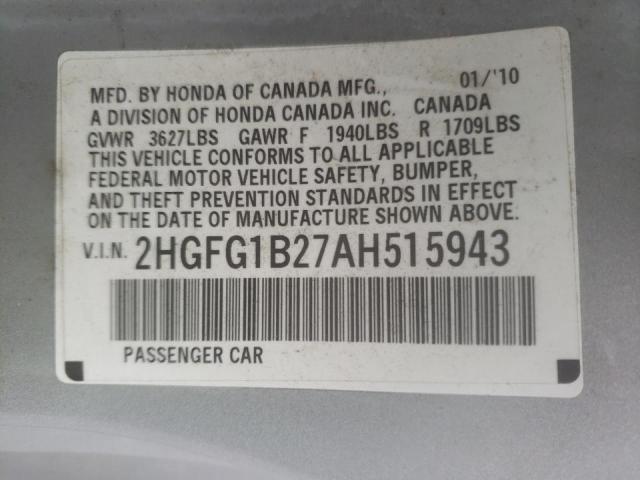 MFD. BY HONDA OF CANADA MFG., 01/'10
A DIVISION OF HONDA CANADA INC. CANADA
GVWR 3627LBS GAWR F 1940LBS R 1709LBS
THIS VEHICLE CONFORMS TO ALL APPLICABLE
FEDERAL MOTOR VEHICLE SAFETY, BUMPER,
AND THEFT PREVENTION STANDARDS IN EFFECT
ON THE DATE OF MANUFACTURE SHOWN ABOVE.
V.I.N. 2HGFG1B27AH515943
PASSENGER CAR